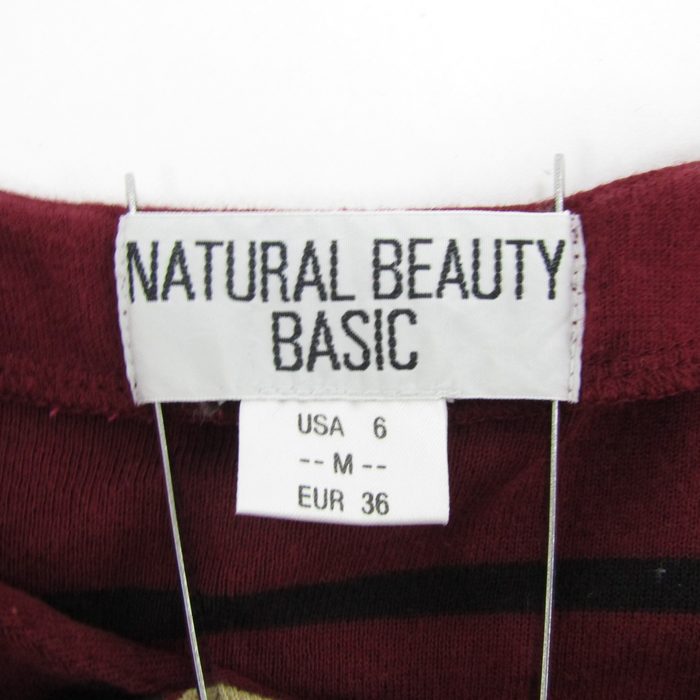 NATURAL BEAUTY
BASIC
USA 6
-- M --
EUR 36